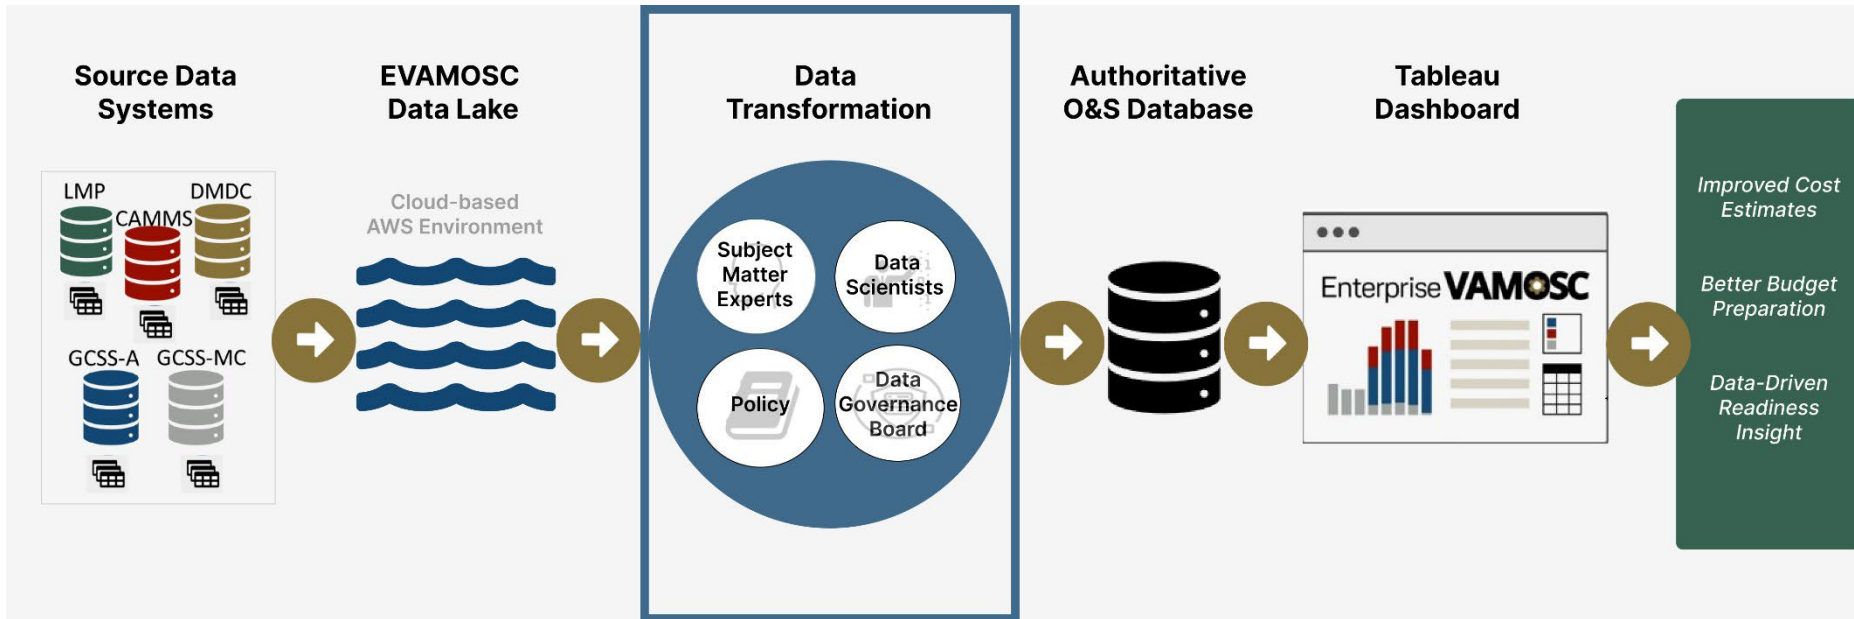 Source Data
Systems
LMP
DMDC
CAMMS
GCSS-A
GCSS-MC
EVAMOSC
Data Lake
Cloud-based
AWS Environment
Data
Transformation
Subject
Matter
Experts
Data
Scientists
Policy
Data
Governance
Board
Authoritative
O&S Database
Tableau
Dashboard
Enterprise VAMOSC
Improved Cost
Estimates
Better Budget
Preparation
Data-Driven
Readiness
Insight